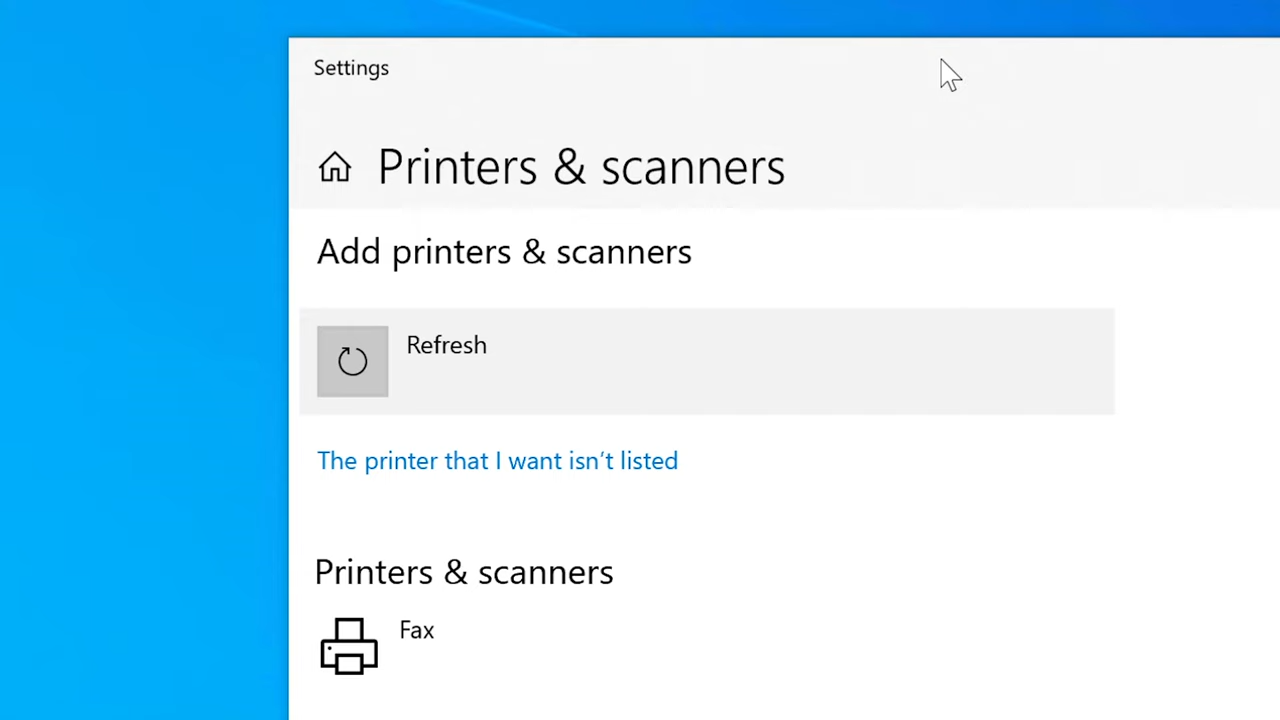 Settings
Printers & scanners
Add printers & scanners
Refresh
The printer that I want isn’t listed
Printers & scanners
Fax